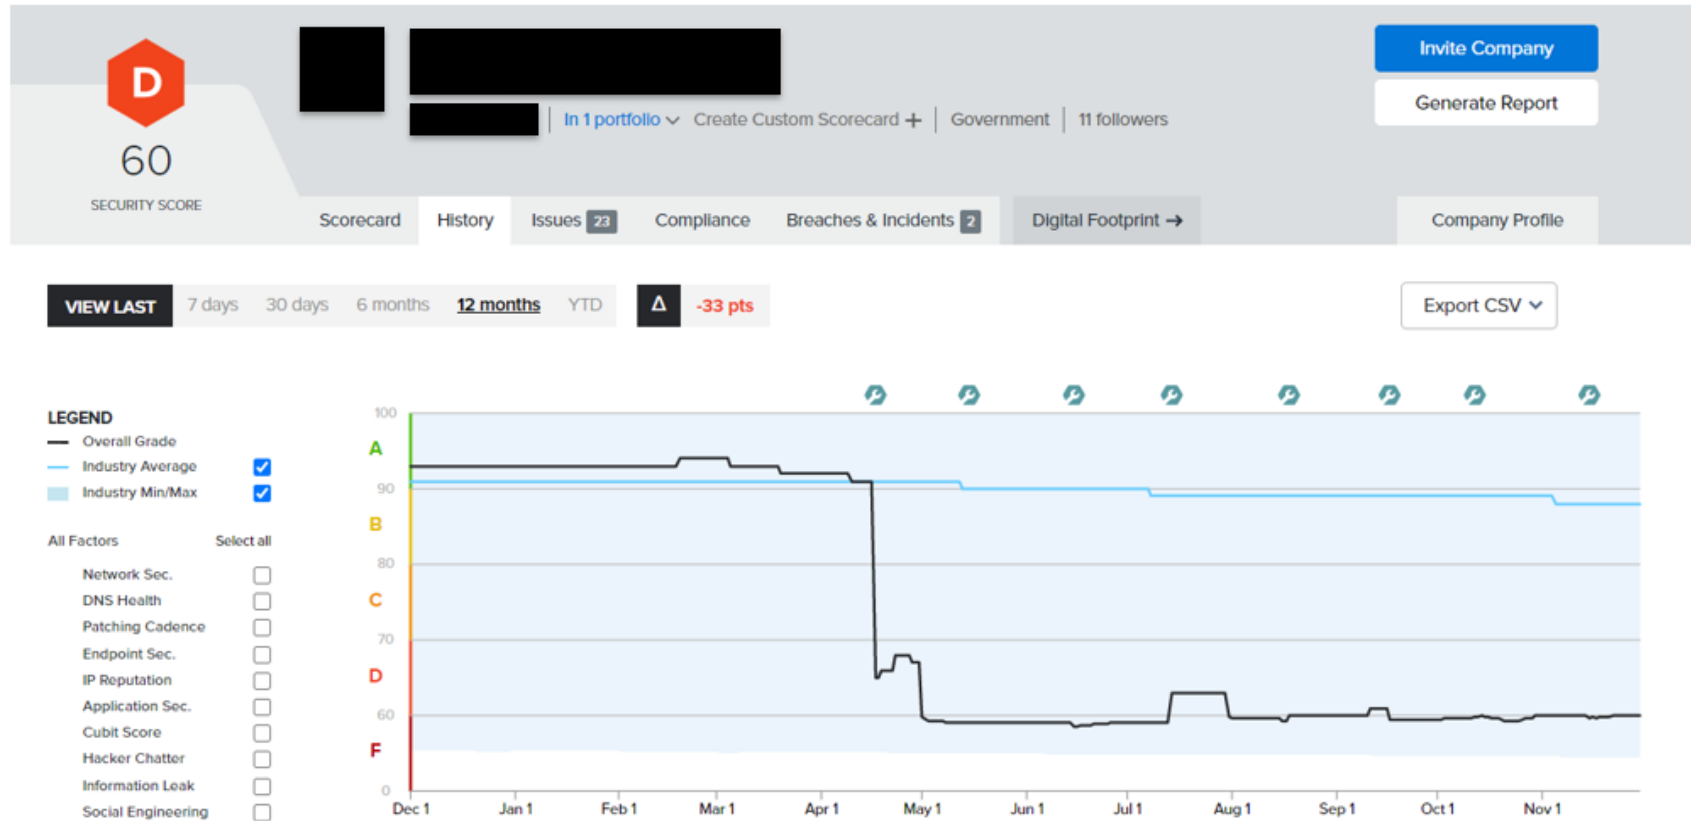 D
60
SECURITY SCORE
In 1 portfolio
Create Custom Scorecard +
Government
11 followers
Invite Company
Generate Report
Scorecard
History
Issues 23
Compliance
Breaches & Incidents 2
Digital Footprint →
Company Profile
VIEW LAST
7 days
30 days
6 months
12 months
YTD
Δ
-33 pts
Export CSV
LEGEND
Overall Grade
Industry Average
Industry Min/Max
All Factors
Select all
Network Sec.
DNS Health
Patching Cadence
Endpoint Sec.
IP Reputation
Application Sec.
Cubit Score
Hacker Chatter
Information Leak
Social Engineering
100
A
90
B
80
C
70
D
60
F
0
Dec 1
Jan 1
Feb 1
Mar 1
Apr 1
May 1
Jun 1
Jul 1
Aug 1
Sep 1
Oct 1
Nov 1